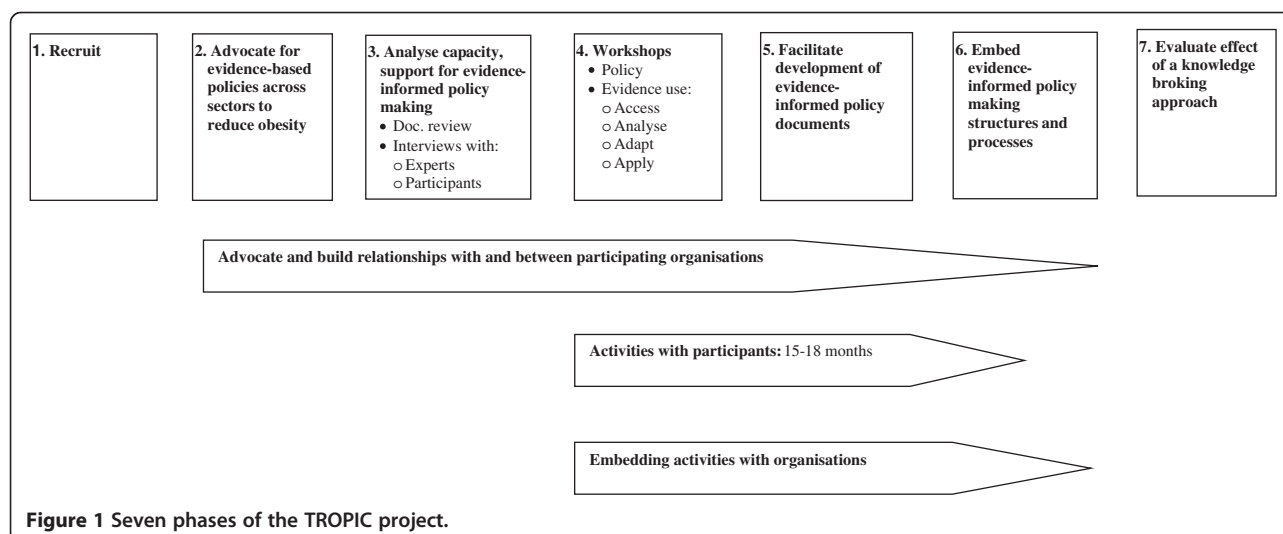 1. Recruit
2. Advocate for
evidence-based
policies across
sectors to
reduce obesity
3. Analyse capacity,
support for evidence-
informed policy
making
• Doc. review
• Interviews with:
o Experts
o Participants
4. Workshops
• Policy
• Evidence use:
o Access
o Analyse
o Adapt
o Apply
5. Facilitate
development of
evidence-
informed policy
documents
6. Embed
evidence-
informed policy
making
structures and
processes
7. Evaluate effect
of a knowledge
broking
approach
Advocate and build relationships with and between participating organisations
Activities with participants: 15-18 months
Embedding activities with organisations
Figure 1 Seven phases of the TROPIC project.